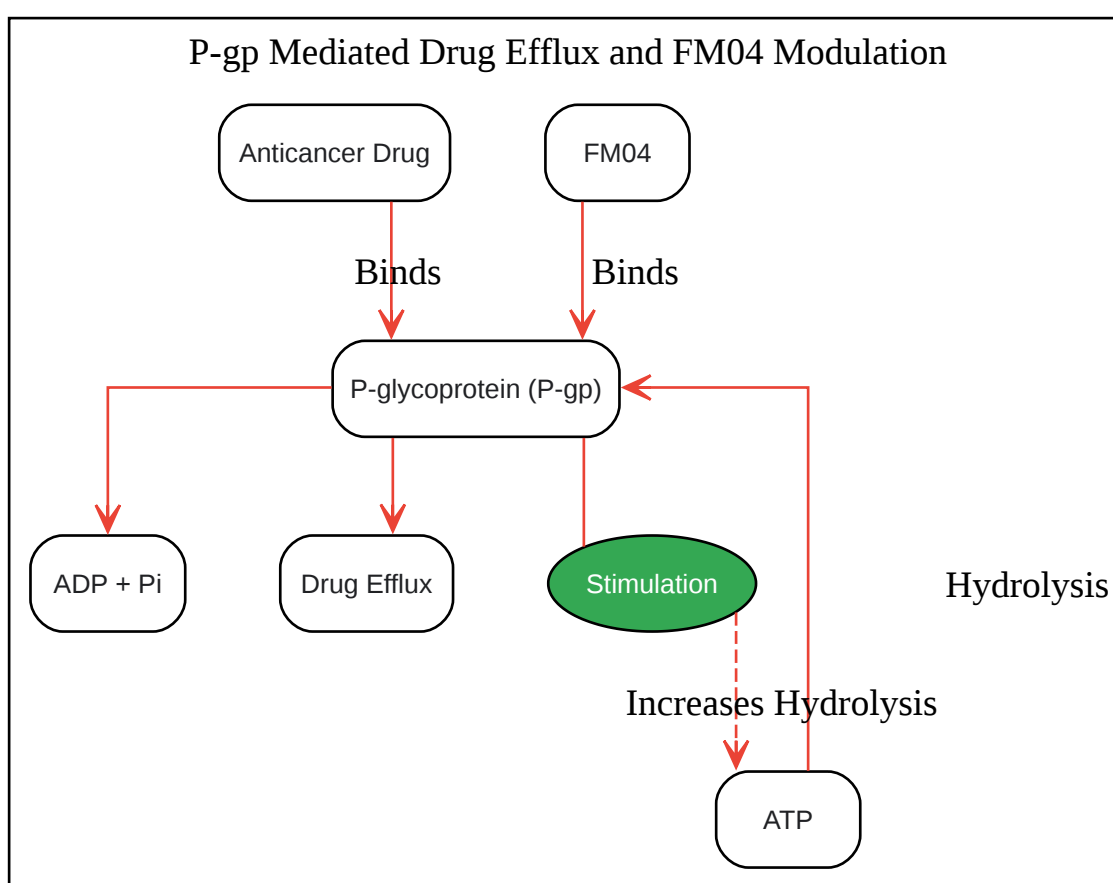 P-gp Mediated Drug Efflux and FM04 Modulation
Anticancer Drug
FM04
Binds
Binds
P-glycoprotein (P-gp)
ADP + Pi
Drug Efflux
Stimulation
Hydrolysis
Increases Hydrolysis
ATP